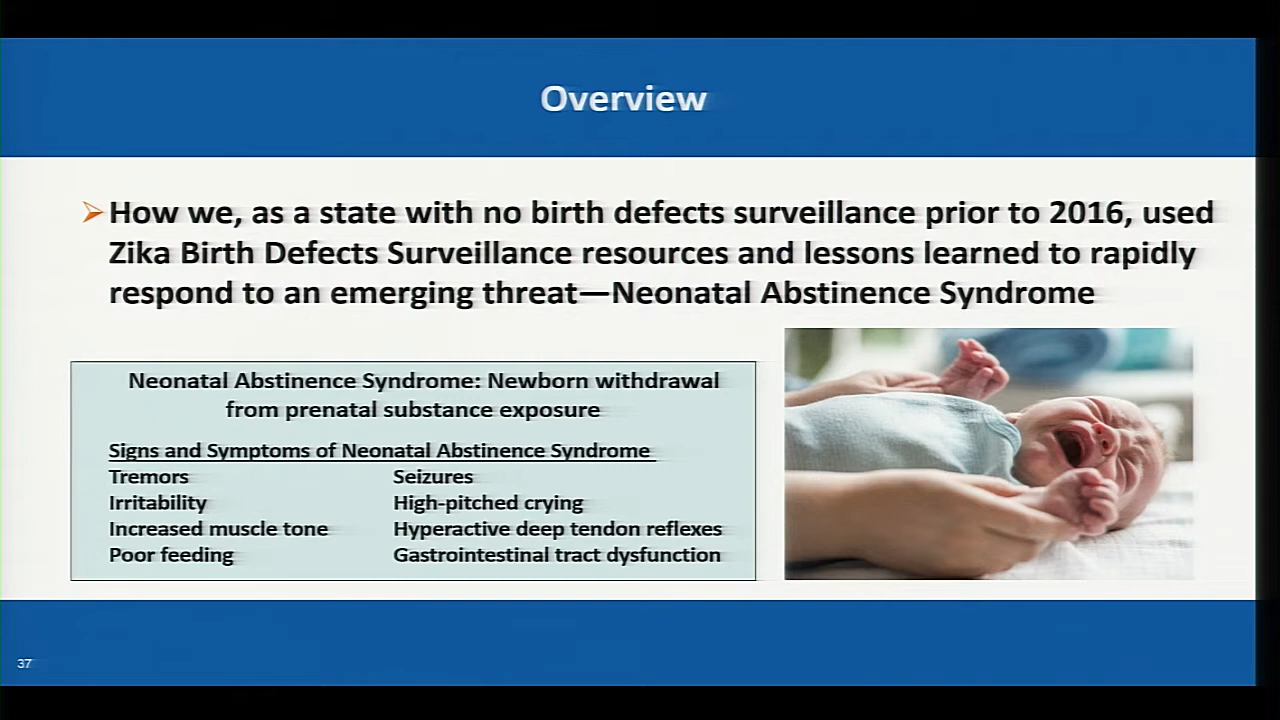 Overview
How we, as a state with no birth defects surveillance prior to 2016, used
Zika Birth Defects Surveillance resources and lessons learned to rapidly
respond to an emerging threat—Neonatal Abstinence Syndrome
Neonatal Abstinence Syndrome: Newborn withdrawal
from prenatal substance exposure
Signs and Symptoms of Neonatal Abstinence Syndrome
Tremors Seizures
Irritability High-pitched crying
Increased muscle tone Hyperactive deep tendon reflexes
Poor feeding Gastrointestinal tract dysfunction
37